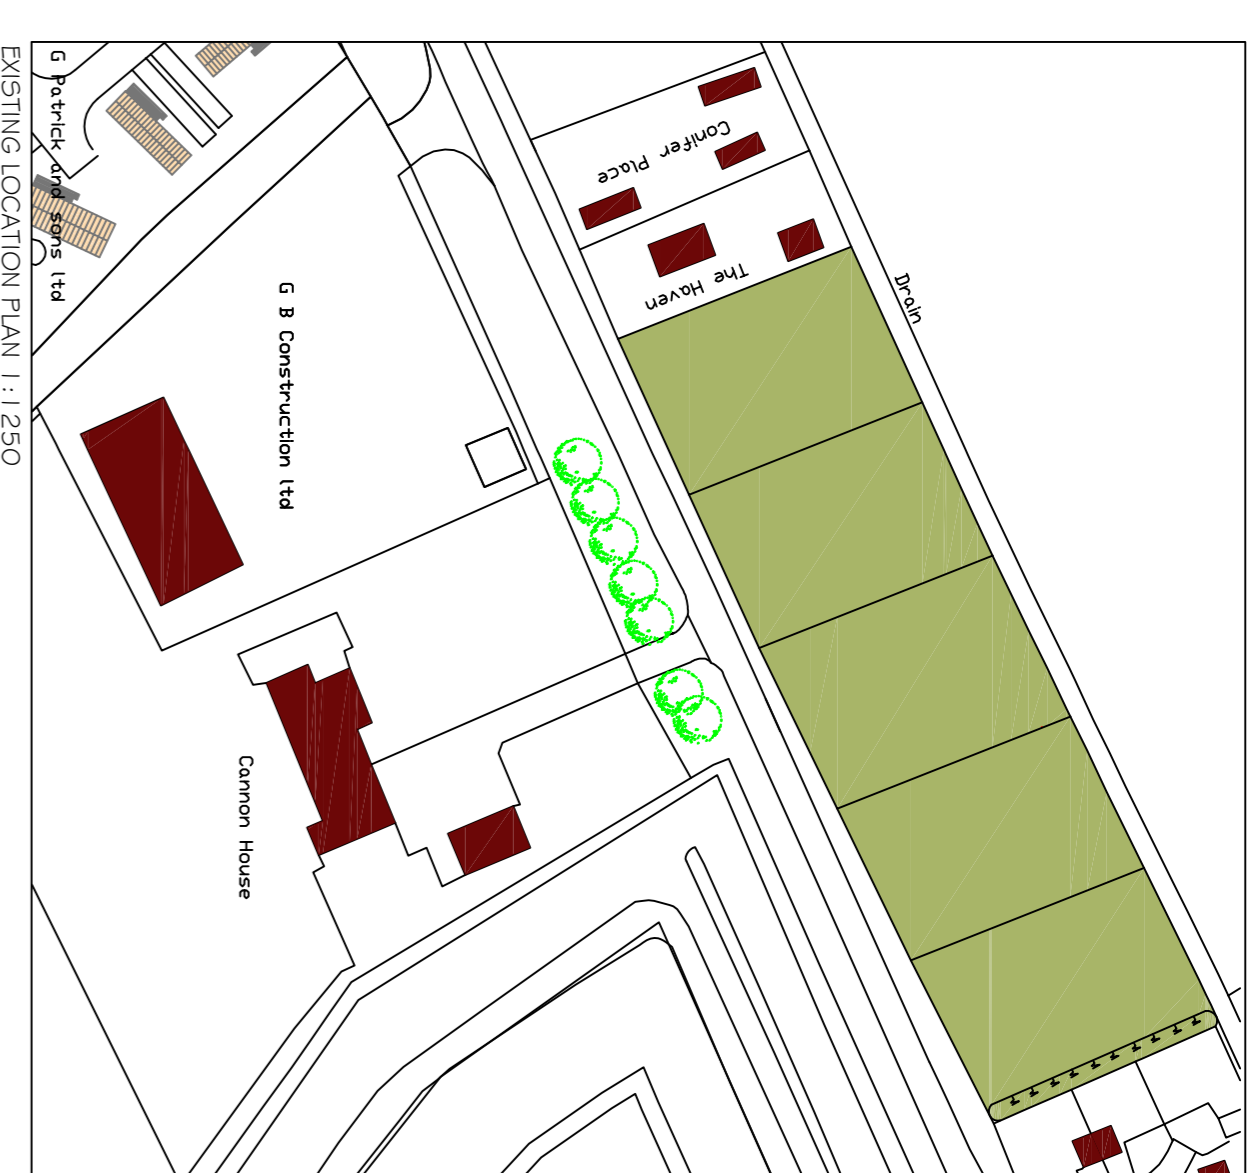 EXISTING LOCATION PLAN 1:1250
G Patrick and sons ltd
G B Construction ltd
Cannon House
Conifer Place
The Haven
Drain